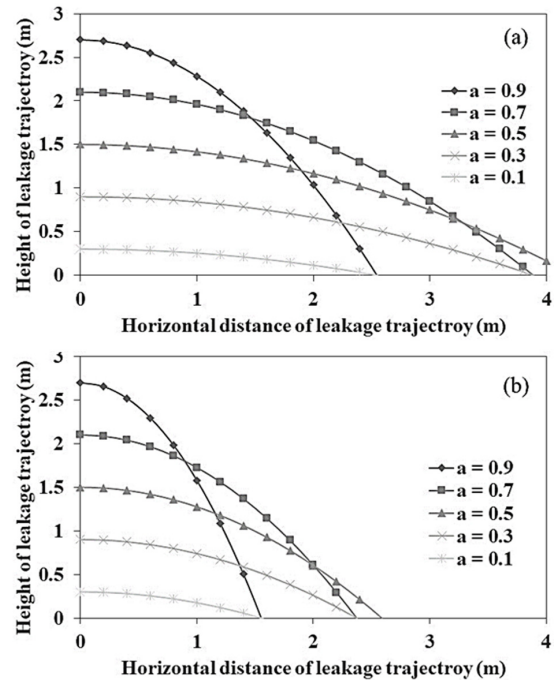 (a)
Height of leakage trajectroy (m)
3
2.5
2
1.5
1
0.5
0
a = 0.9
a = 0.7
a = 0.5
a = 0.3
a = 0.1
0 1 2 3 4
Horizontal distance of leakage trajectroy (m)
(b)
Height of leakage trajectroy (m)
3
2.5
2
1.5
1
0.5
0
a = 0.9
a = 0.7
a = 0.5
a = 0.3
a = 0.1
0 1 2 3 4
Horizontal distance of leakage trajectroy (m)